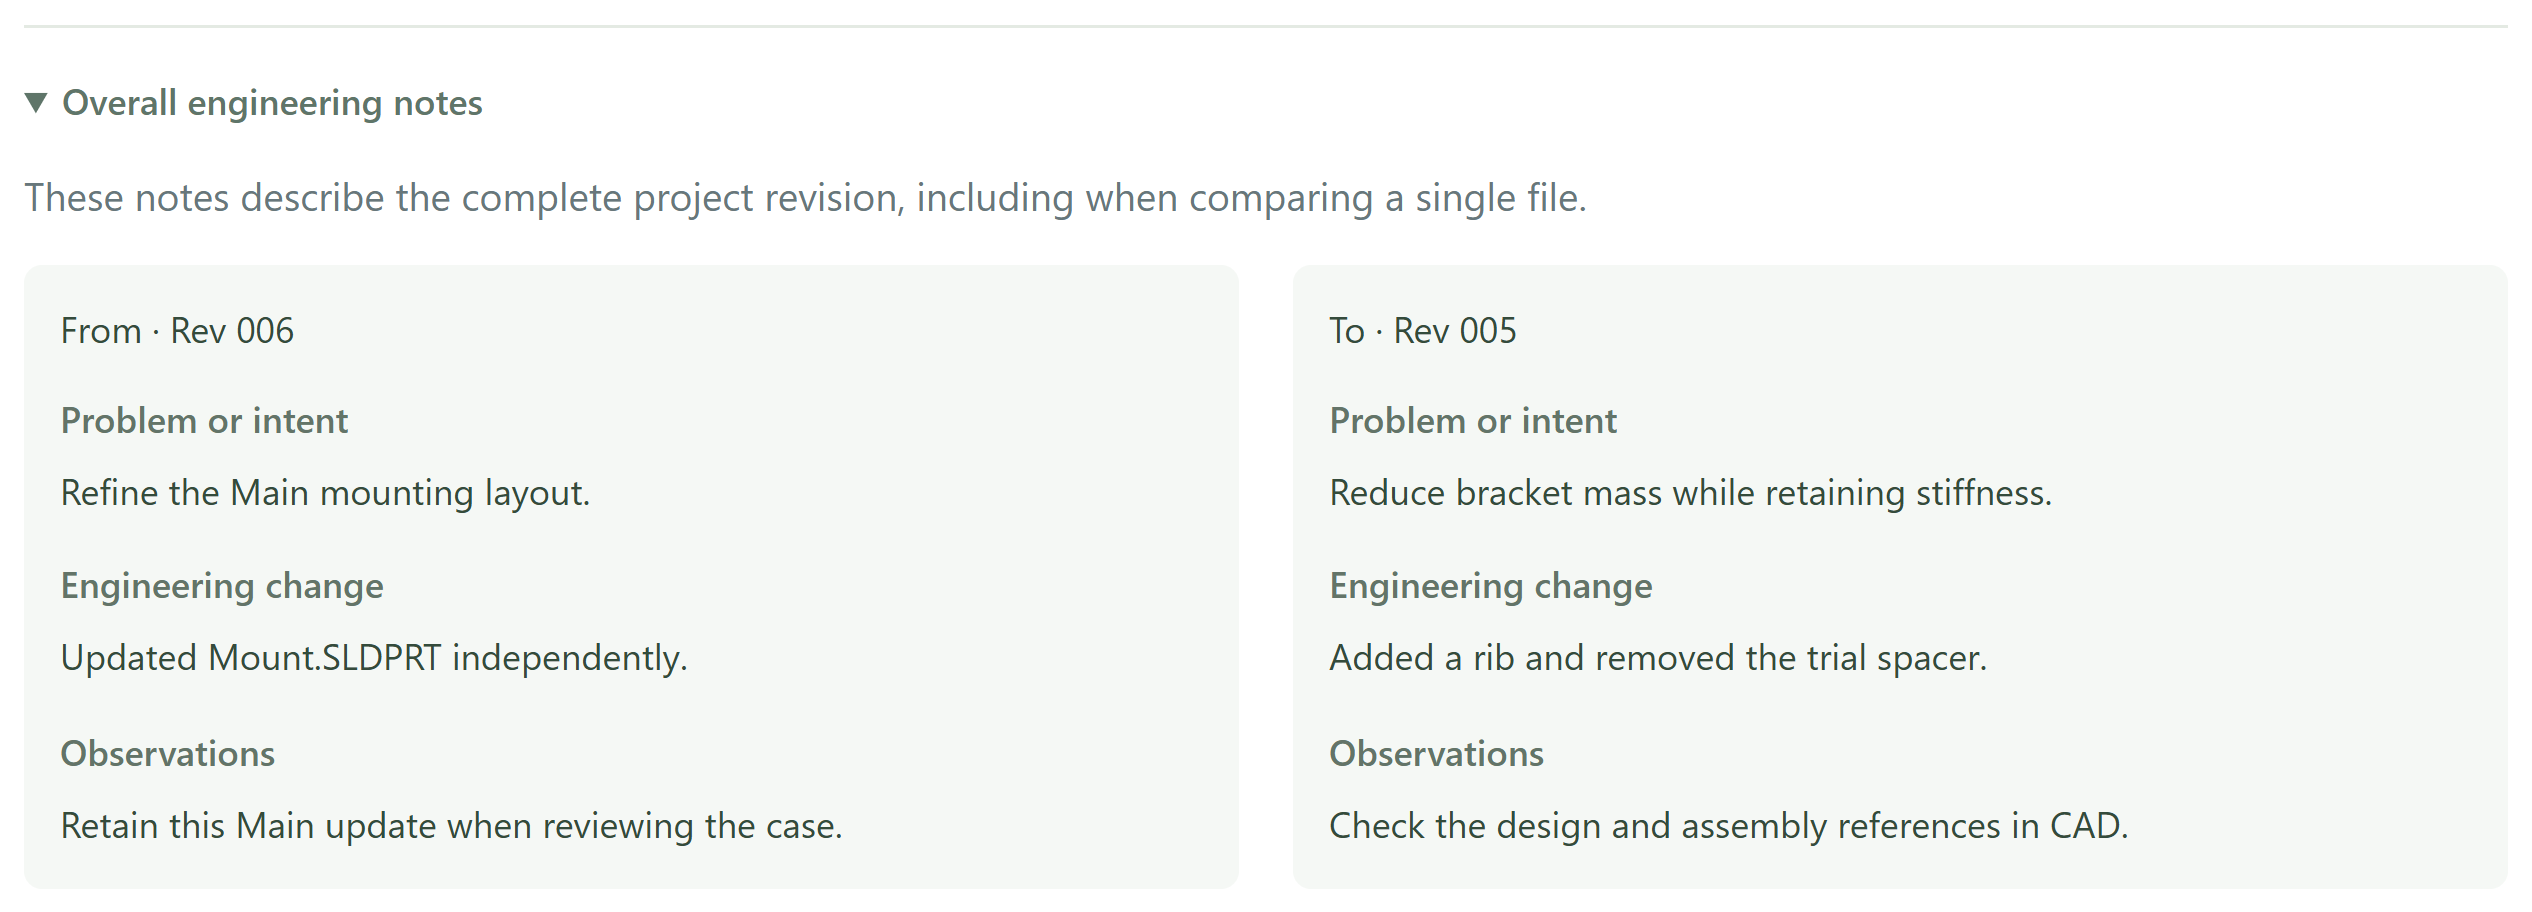 ▼ Overall engineering notes
These notes describe the complete project revision, including when comparing a single file.
From · Rev 006
Problem or intent
Refine the Main mounting layout.
Engineering change
Updated Mount.SLDPRT independently.
Observations
Retain this Main update when reviewing the case.
To · Rev 005
Problem or intent
Reduce bracket mass while retaining stiffness.
Engineering change
Added a rib and removed the trial spacer.
Observations
Check the design and assembly references in CAD.